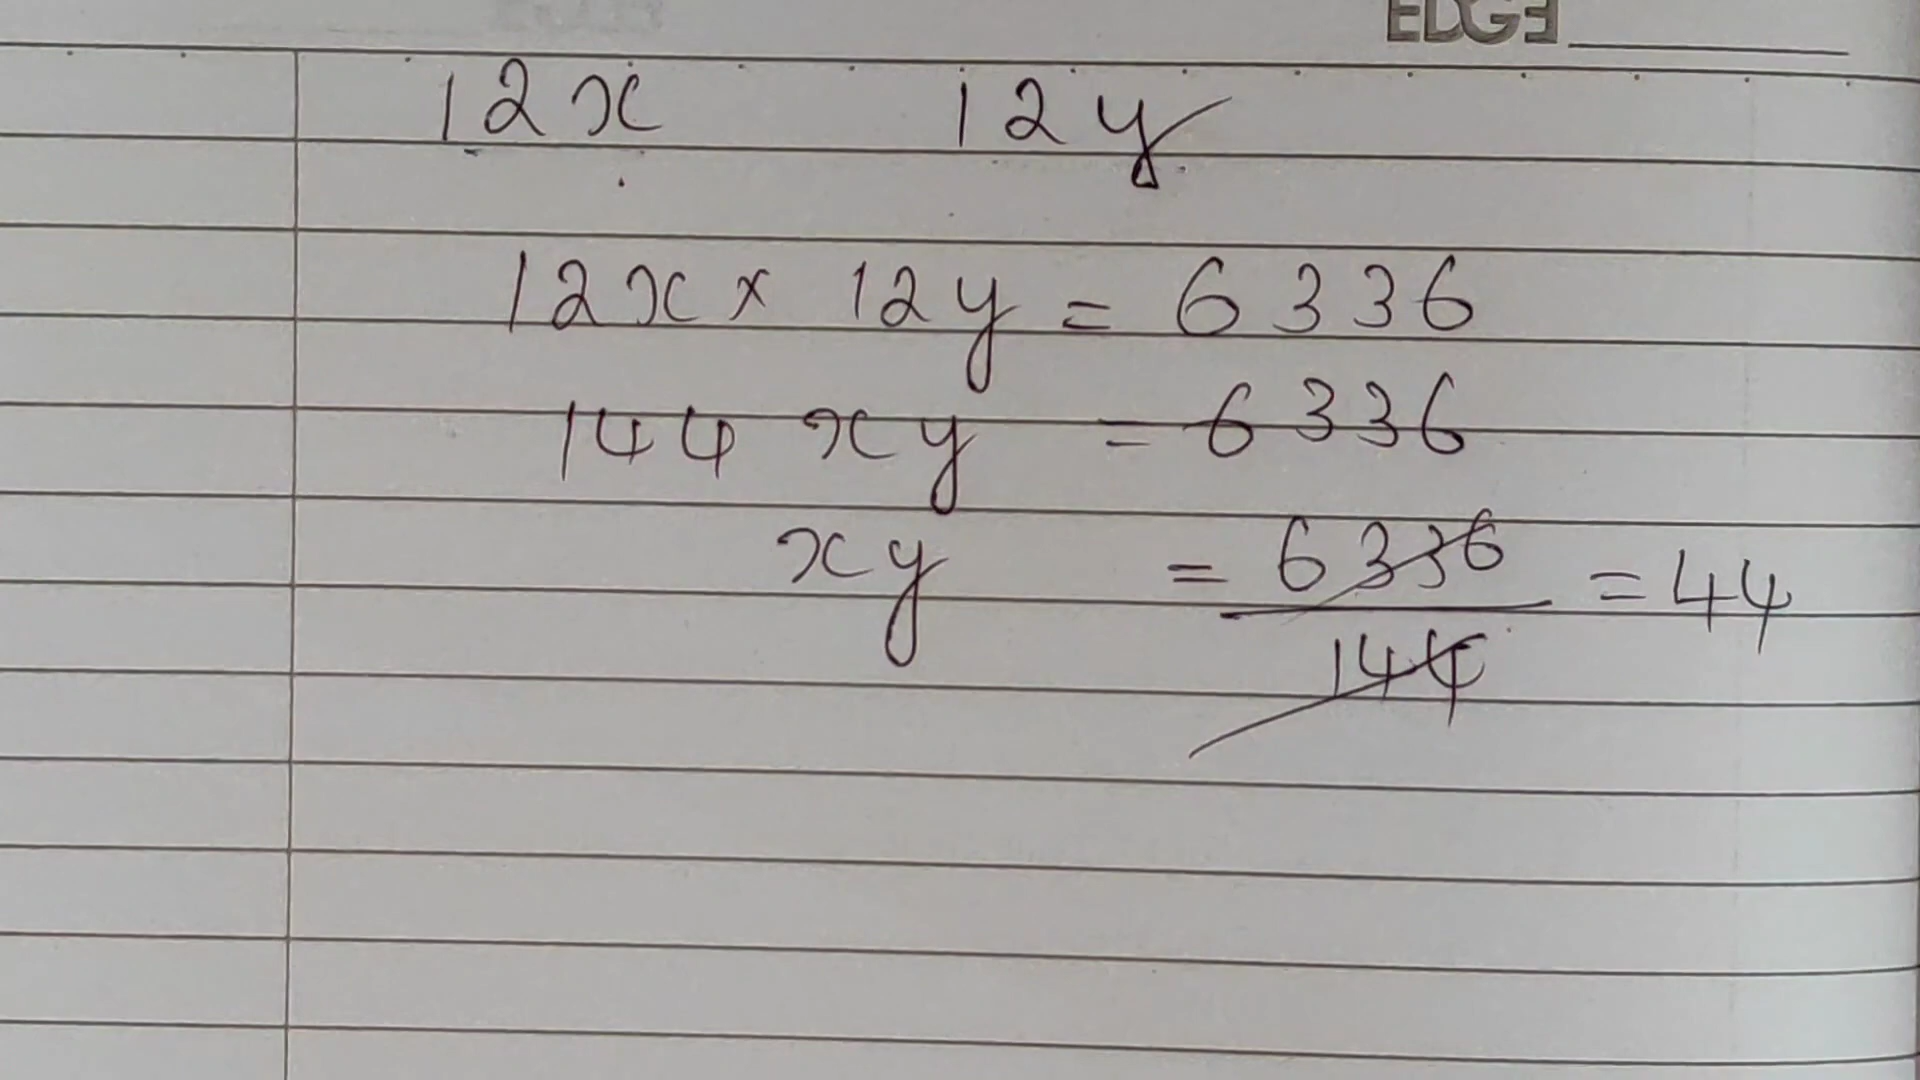 EDGE
12x 12y
12x × 12y = 6336
144 xy = 6336
xy = 6336/144 = 44